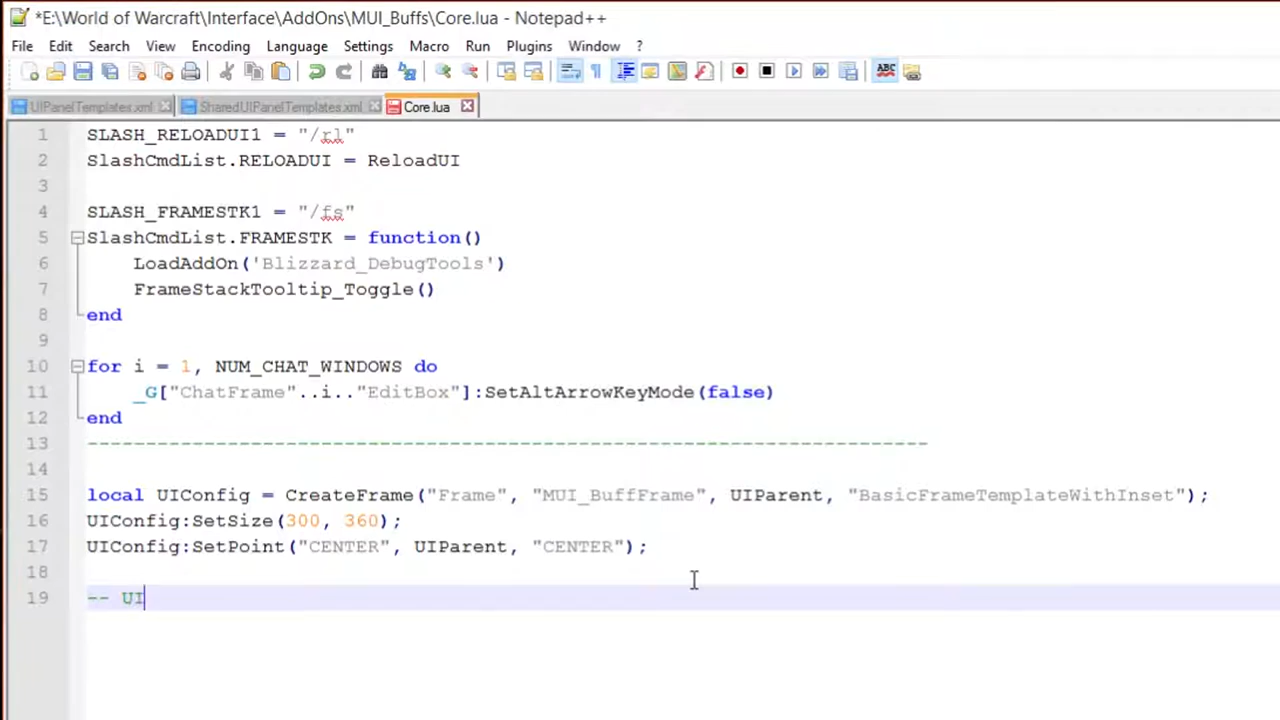 *E:\World of Warcraft\Interface\AddOns\MUI_Buffs\Core.lua - Notepad++
File Edit Search View Encoding Language Settings Macro Run Plugins Window ?
UIPanelTemplates.xml SharedUIPanelTemplates.xml Core.lua
1 SLASH_RELOADUI1 = "/rl"
2 SlashCmdList.RELOADUI = ReloadUI
3
4 SLASH_FRAMESTK1 = "/fs"
5 SlashCmdList.FRAMESTK = function()
6 LoadAddOn('Blizzard_DebugTools')
7 FrameStackTooltip_Toggle()
8 end
9
10 for i = 1, NUM_CHAT_WINDOWS do
11 _G["ChatFrame"..i.."EditBox"]:SetAltArrowKeyMode(false)
12 end
13 ------------------------------------------------------------------------
14
15 local UIConfig = CreateFrame("Frame", "MUI_BuffFrame", UIParent, "BasicFrameTemplateWithInset");
16 UIConfig:SetSize(300, 360);
17 UIConfig:SetPoint("CENTER", UIParent, "CENTER");
18
19 -- UI